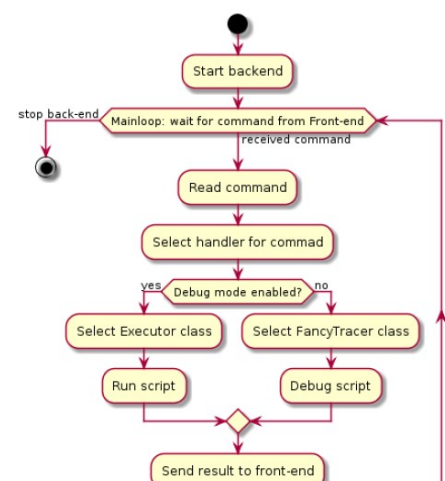 Start backend
stop back-end
Mainloop: wait for command from Front-end
received command
Read command
Select handler for commad
yes
Debug mode enabled?
no
Select Executor class
Select FancyTracer class
Run script
Debug script
Send result to front-end